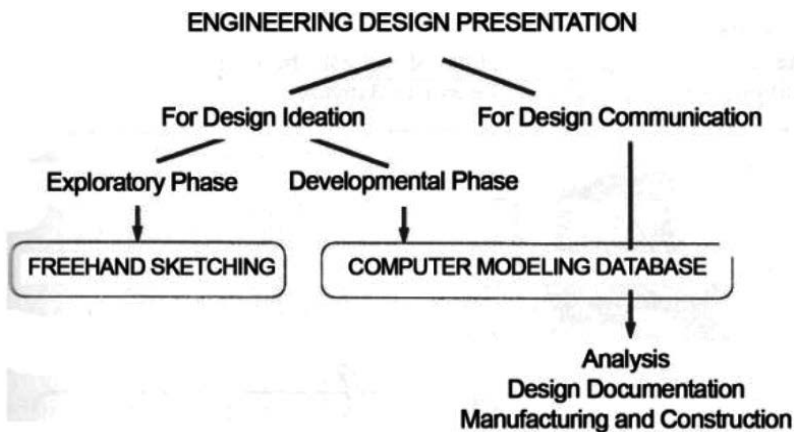 ENGINEERING DESIGN PRESENTATION
For Design Ideation
For Design Communication
Exploratory Phase
Developmental Phase
FREEHAND SKETCHING
COMPUTER MODELING DATABASE
Analysis
Design Documentation
Manufacturing and Construction